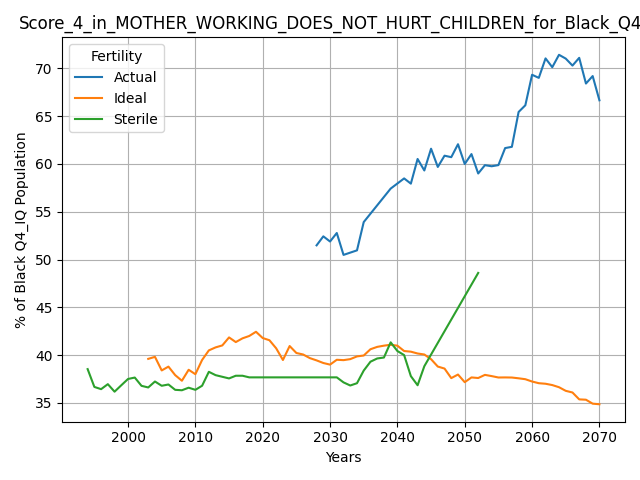 Score_4_in_MOTHER_WORKING_DOES_NOT_HURT_CHILDREN_for_Black_Q4
Fertility
Actual
Ideal
Sterile
% of Black Q4_IQ Population
70
65
60
55
50
45
40
35
2000 2010 2020 2030 2040 2050 2060 2070
Years